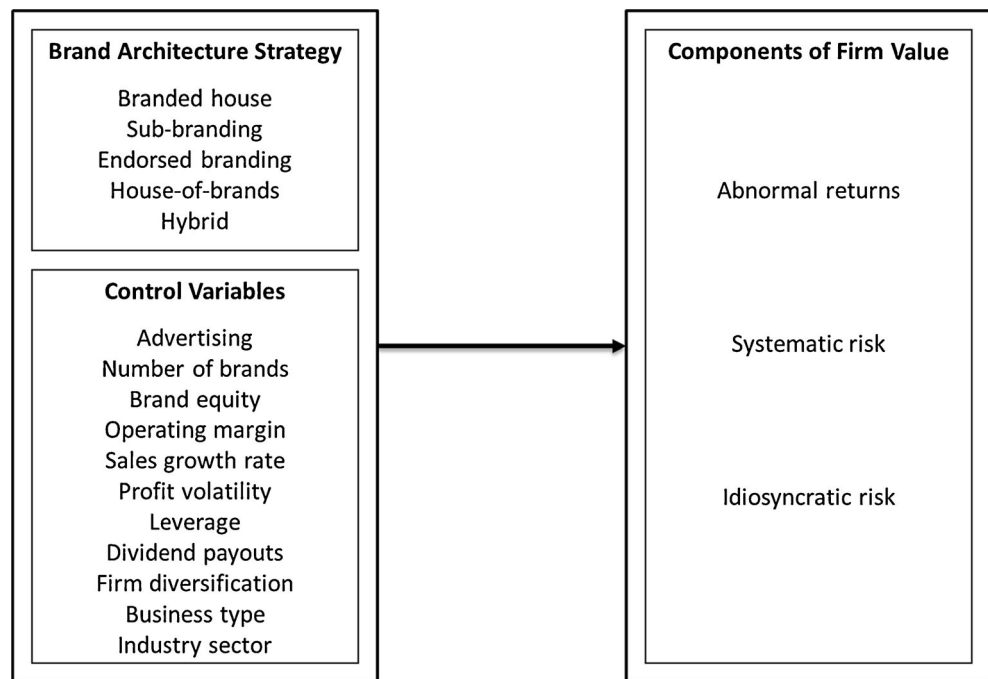 Brand Architecture Strategy
Branded house
Sub-branding
Endorsed branding
House-of-brands
Hybrid
Control Variables
Advertising
Number of brands
Brand equity
Operating margin
Sales growth rate
Profit volatility
Leverage
Dividend payouts
Firm diversification
Business type
Industry sector
Components of Firm Value
Abnormal returns
Systematic risk
Idiosyncratic risk